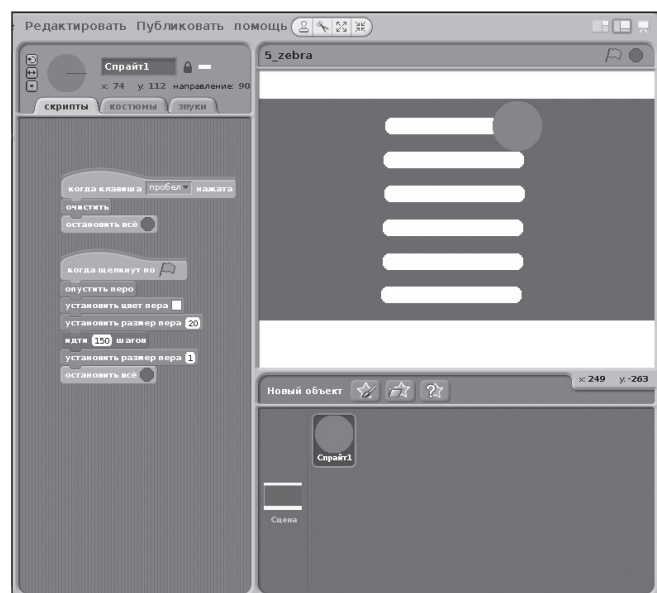 е Редактировать Публиковать помощь
Спрайт1
x: 74 y: 112 направление: 90
скрипты костюмы звуки
когда клавиша пробел нажата
очистить
остановить всё
когда щелкнут по
опустить перо
установить цвет пера
установить размер пера 20
идти 150 шагов
установить размер пера 1
остановить всё
5_zebra
x: 249 y: -263
Новый объект
Спрайт1
Сцена